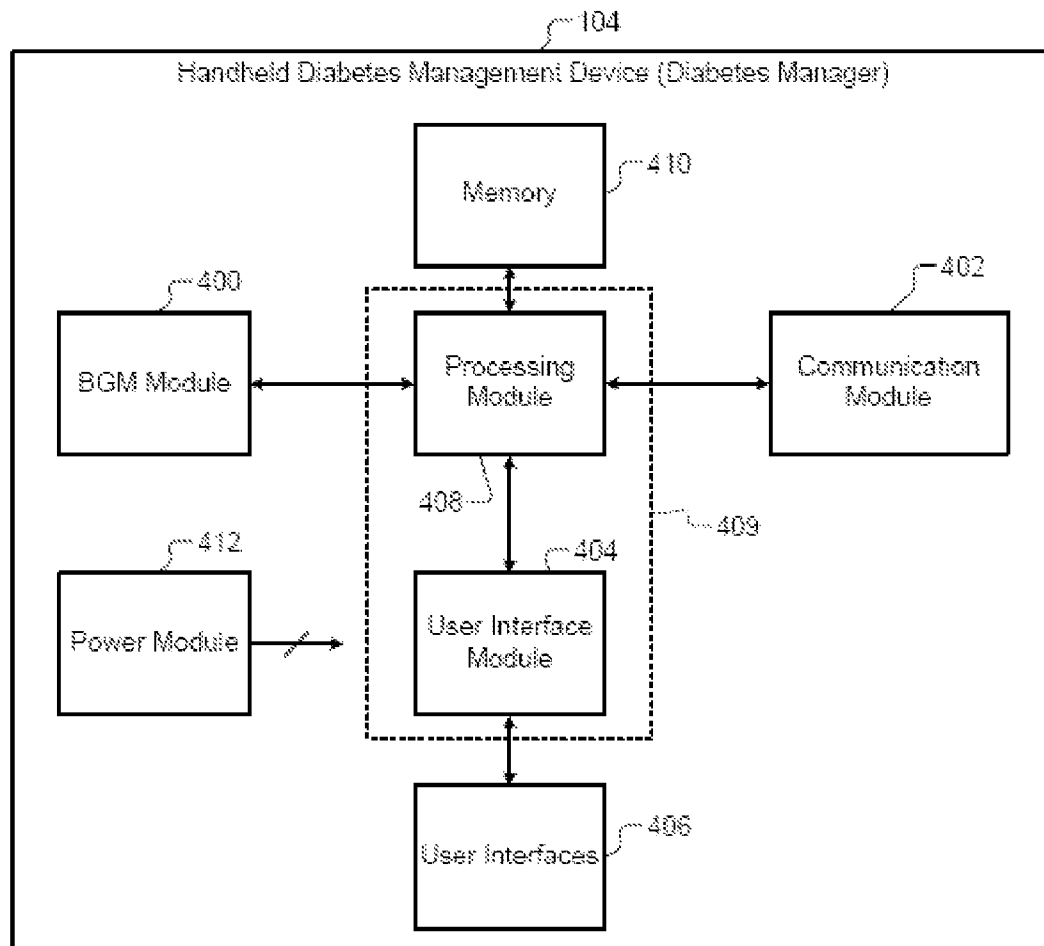 104
Handheld Diabetes Management Device (Diabetes Manager)
Memory
410
400
402
BGM Module
Processing
Module
Communication
Module
408
409
412
404
Power Module
User Interface
Module
User Interfaces
406